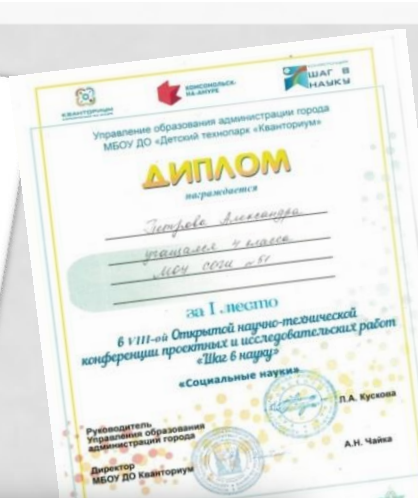 КВАНТОРИУМ
КОМСОМОЛЬСК-
НА-АМУРЕ
ШАГ В
НАУКУ
Управление образования администрации города
МБОУ ДО «Детский технопарк «Кванториум»
ДИПЛОМ
награждается
Александра
учащаяся 4 класса
МОУ СОШ
за I место
в VIII-ой Открытой научно-технической
конференции проектных и исследовательских работ
«Шаг в науку»
«Социальные науки»
Руководитель
Управления образования
администрации города
Л.А. Кускова
Директор
МБОУ ДО Кванториум
А.Н. Чайка